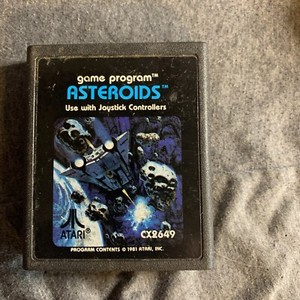 game program™
ASTEROIDS™
Use with Joystick Controllers
ATARI®
CX2649
PROGRAM CONTENTS © 1981 ATARI, INC.